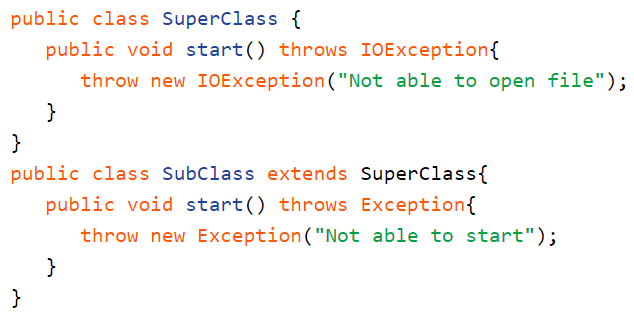 public class SuperClass {
   public void start() throws IOException{
      throw new IOException("Not able to open file");
   }
}
public class SubClass extends SuperClass{
   public void start() throws Exception{
      throw new Exception("Not able to start");
   }
}